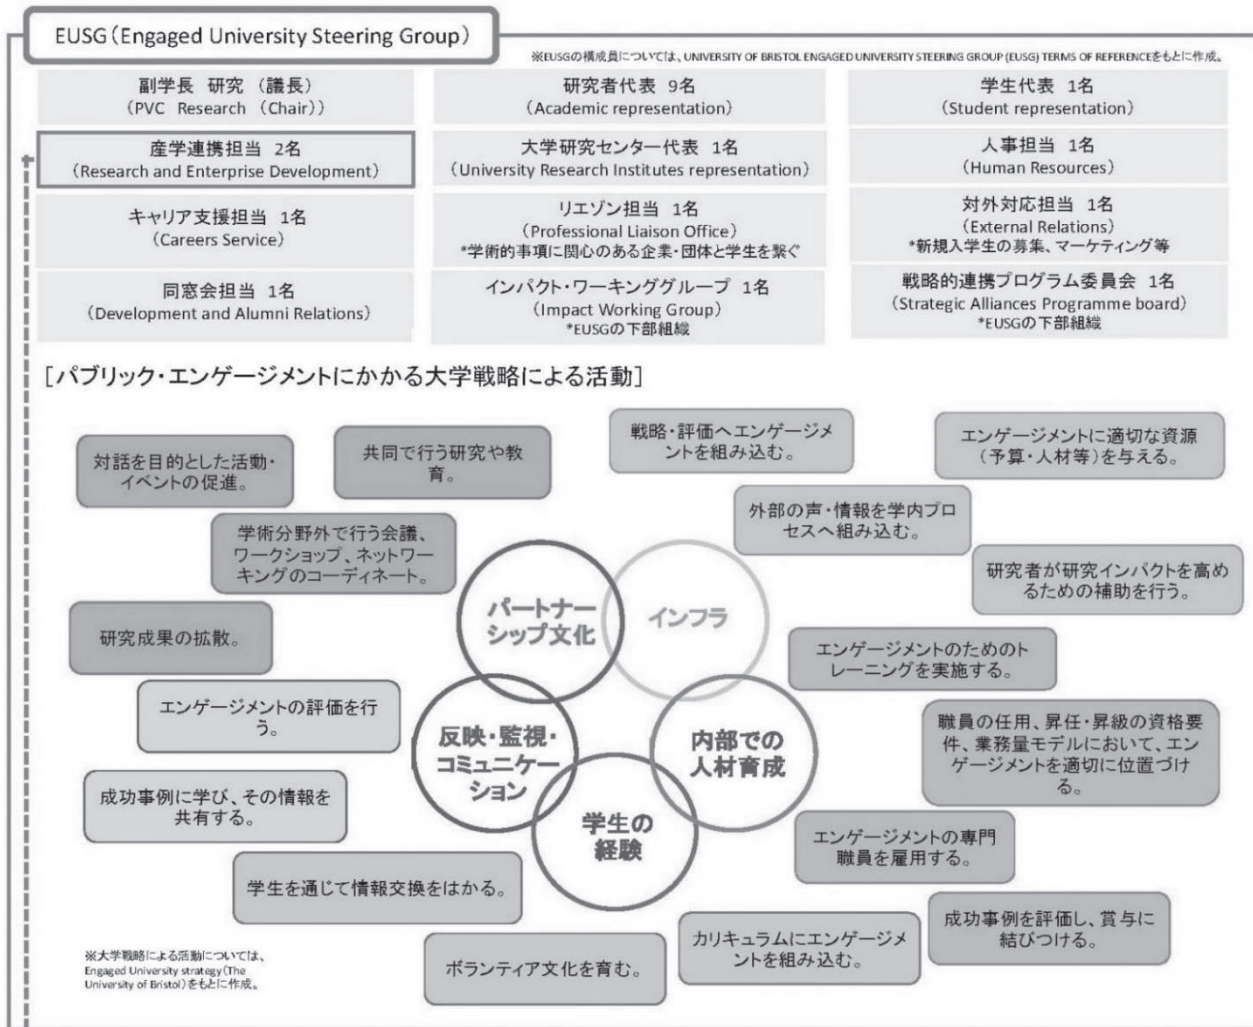 EUSG(Engaged University Steering Group)
※EUSGの構成員については、UNIVERSITY OF BRISTOL ENGAGED UNIVERSITY STEERING GROUP (EUSG) TERMS OF REFERENCEをもとに作成。
副学長 研究 (議長)
(PVC Research (Chair))
研究者代表 9名
(Academic representation)
学生代表 1名
(Student representation)
産学連携担当 2名
(Research and Enterprise Development)
大学研究センター代表 1名
(University Research Institutes representation)
人事担当 1名
(Human Resources)
キャリア支援担当 1名
(Careers Service)
リエゾン担当 1名
(Professional Liaison Office)
*学術的事項に関心のある企業・団体と学生を繋ぐ
対外対応担当 1名
(External Relations)
*新規入学生の募集、マーケティング等
同窓会担当 1名
(Development and Alumni Relations)
インパクト・ワーキンググループ 1名
(Impact Working Group)
*EUSGの下部組織
戦略的連携プログラム委員会 1名
(Strategic Alliances Programme board)
*EUSGの下部組織
[パブリック・エンゲージメントにかかる大学戦略による活動]
対話を目的とした活動・
イベントの促進。
共同で行う研究や教
育。
学術分野外で行う会議、
ワークショップ、ネットワー
キングのコーディネート。
研究成果の拡散。
戦略・評価へエンゲージメ
ントを組み込む。
エンゲージメントに適切な資源
(予算・人材等)を与える。
外部の声・情報を学内プロ
セスへ組み込む。
研究者が研究インパクトを高め
るための補助を行う。
パートナー
シップ文化
インフラ
反映・監視・
コミュニケー
ション
内部での
人材育成
学生の
経験
エンゲージメントの評価を行
う。
成功事例に学び、その情報を
共有する。
エンゲージメントのためのト
レーニングを実施する。
職員の任用、昇任・昇級の資格要
件、業務量モデルにおいて、エン
ゲージメントを適切に位置づけ
る。
エンゲージメントの専門
職員を雇用する。
成功事例を評価し、賞与に
結びつける。
学生を通じて情報交換をはかる。
ボランティア文化を育む。
カリキュラムにエンゲージメ
ントを組み込む。
※大学戦略による活動については、
Engaged University strategy(The
University of Bristol)をもとに作成。